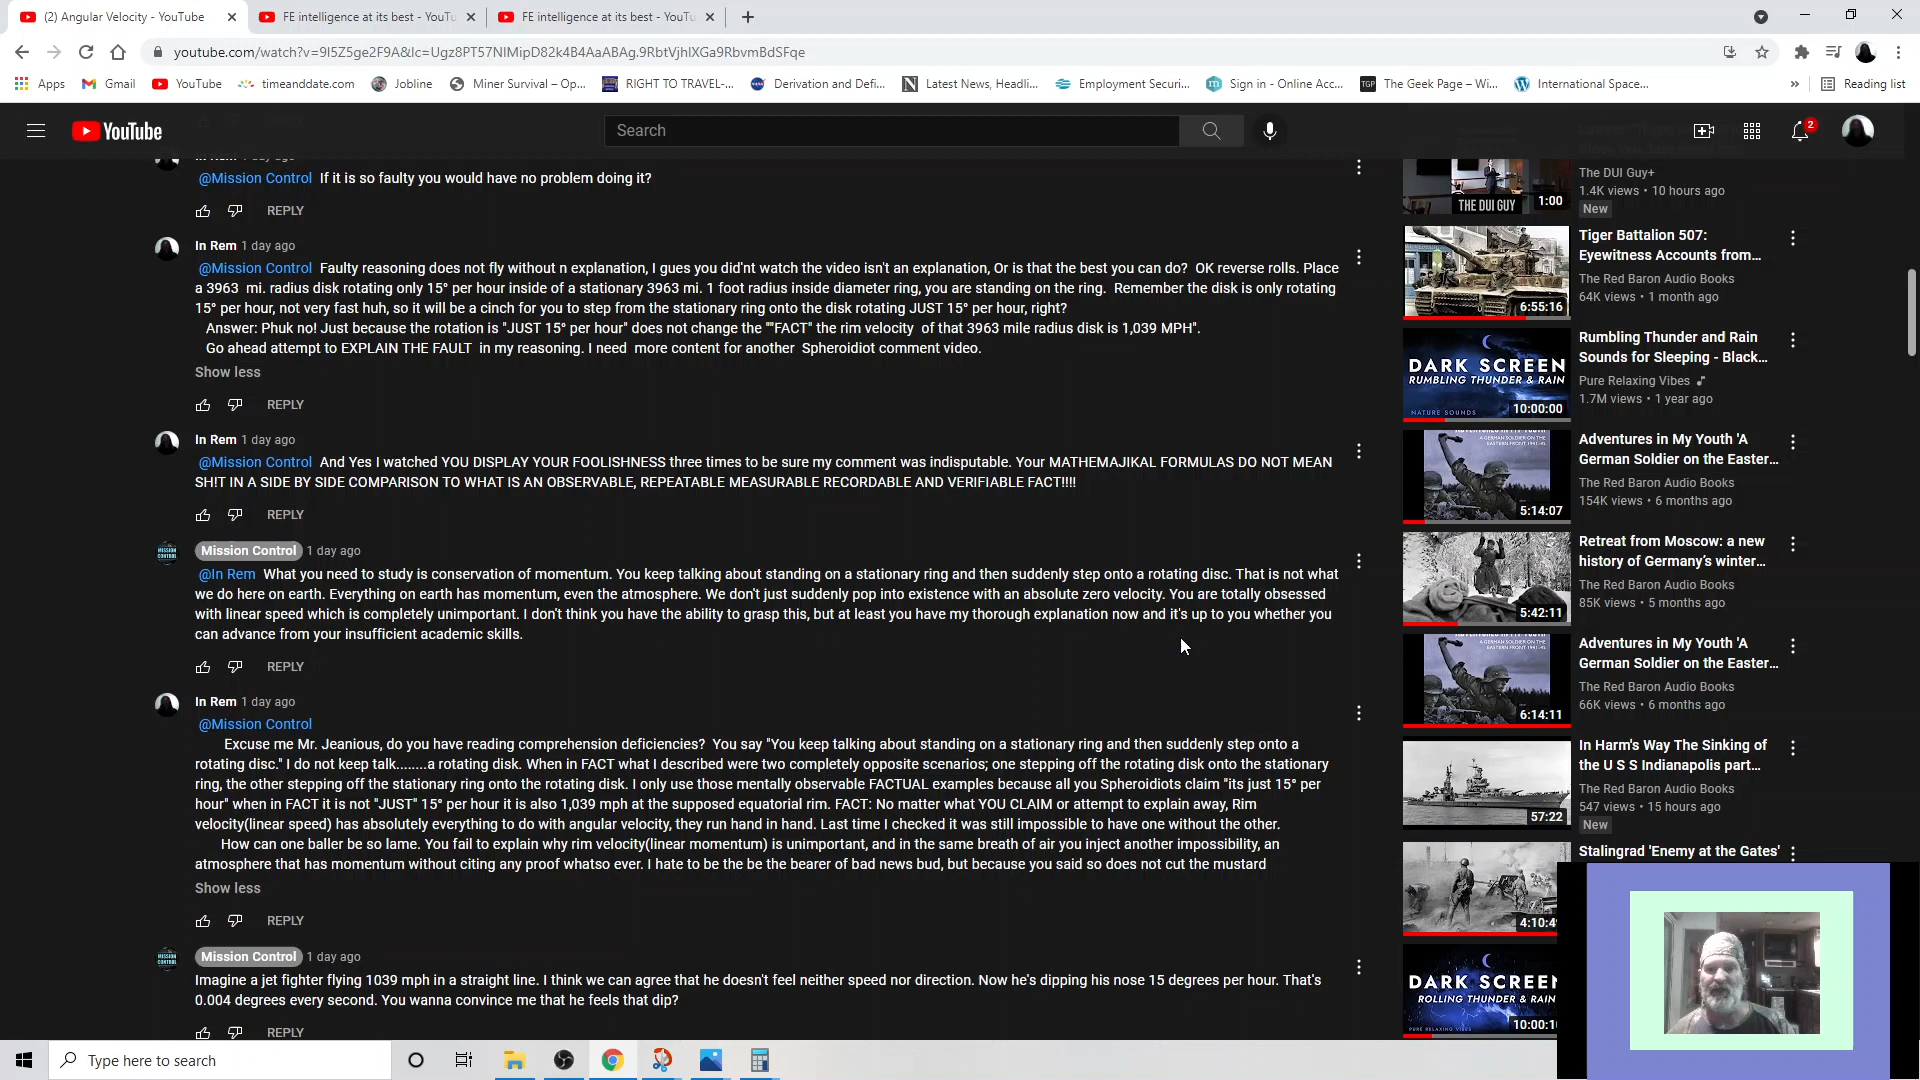 (2) Angular Velocity - YouTube
FE intelligence at its best - YouTu
FE intelligence at its best - YouTu
youtube.com/watch?v=9I5Z5ge2F9A&lc=Ugz8PT57NIMipD82k4B4AaABAg.9RbtVjhIXGa9RbvmBdSFqe
Apps
Gmail
YouTube
timeanddate.com
Jobline
Miner Survival – Op...
RIGHT TO TRAVEL-...
Derivation and Defi...
Latest News, Headli...
Employment Securi...
Sign in - Online Acc...
TGP
The Geek Page – Wi...
International Space...
»
Reading list
YouTube
Search
2
@Mission Control If it is so faulty you would have no problem doing it?
REPLY
In Rem 1 day ago
@Mission Control Faulty reasoning does not fly without n explanation, I gues you did'nt watch the video isn't an explanation, Or is that the best you can do? OK reverse rolls. Place
a 3963 mi. radius disk rotating only 15° per hour inside of a stationary 3963 mi. 1 foot radius inside diameter ring, you are standing on the ring. Remember the disk is only rotating
15° per hour, not very fast huh, so it will be a cinch for you to step from the stationary ring onto the disk rotating JUST 15° per hour, right?
Answer: Phuk no! Just because the rotation is "JUST 15° per hour" does not change the ""FACT" the rim velocity of that 3963 mile radius disk is 1,039 MPH".
Go ahead attempt to EXPLAIN THE FAULT in my reasoning. I need more content for another Spheroidiot comment video.
Show less
REPLY
In Rem 1 day ago
@Mission Control And Yes I watched YOU DISPLAY YOUR FOOLISHNESS three times to be sure my comment was indisputable. Your MATHEMAJIKAL FORMULAS DO NOT MEAN
SH!T IN A SIDE BY SIDE COMPARISON TO WHAT IS AN OBSERVABLE, REPEATABLE MEASURABLE RECORDABLE AND VERIFIABLE FACT!!!!
REPLY
Mission Control 1 day ago
@In Rem What you need to study is conservation of momentum. You keep talking about standing on a stationary ring and then suddenly step onto a rotating disc. That is not what
we do here on earth. Everything on earth has momentum, even the atmosphere. We don't just suddenly pop into existence with an absolute zero velocity. You are totally obsessed
with linear speed which is completely unimportant. I don't think you have the ability to grasp this, but at least you have my thorough explanation now and it's up to you whether you
can advance from your insufficient academic skills.
REPLY
In Rem 1 day ago
@Mission Control
Excuse me Mr. Jeanious, do you have reading comprehension deficiencies? You say "You keep talking about standing on a stationary ring and then suddenly step onto a
rotating disc." I do not keep talk........a rotating disk. When in FACT what I described were two completely opposite scenarios; one stepping off the rotating disk onto the stationary
ring, the other stepping off the stationary ring onto the rotating disk. I only use those mentally observable FACTUAL examples because all you Spheroidiots claim "its just 15° per
hour" when in FACT it is not "JUST" 15° per hour it is also 1,039 mph at the supposed equatorial rim. FACT: No matter what YOU CLAIM or attempt to explain away, Rim
velocity(linear speed) has absolutely everything to do with angular velocity, they run hand in hand. Last time I checked it was still impossible to have one without the other.
How can one baller be so lame. You fail to explain why rim velocity(linear momentum) is unimportant, and in the same breath of air you inject another impossibility, an
atmosphere that has momentum without citing any proof whatso ever. I hate to be the be the bearer of bad news bud, but because you said so does not cut the mustard
Show less
REPLY
Mission Control 1 day ago
Imagine a jet fighter flying 1039 mph in a straight line. I think we can agree that he doesn't feel neither speed nor direction. Now he's dipping his nose 15 degrees per hour. That's
0.004 degrees every second. You wanna convince me that he feels that dip?
REPLY
THE DUI GUY
1:00
The DUI Guy+
1.4K views • 10 hours ago
New
6:55:16
Tiger Battalion 507:
Eyewitness Accounts from...
The Red Baron Audio Books
64K views • 1 month ago
DARK SCREEN
RUMBLING THUNDER & RAIN
NATURE SOUNDS
10:00:00
Rumbling Thunder and Rain
Sounds for Sleeping - Black...
Pure Relaxing Vibes
1.7M views • 1 year ago
ADVENTURES IN MY YOUTH
A GERMAN SOLDIER ON THE
EASTERN FRONT 1941-45
5:14:07
Adventures in My Youth 'A
German Soldier on the Easter...
The Red Baron Audio Books
154K views • 6 months ago
5:42:11
Retreat from Moscow: a new
history of Germany's winter...
The Red Baron Audio Books
85K views • 5 months ago
ADVENTURES IN MY YOUTH
A GERMAN SOLDIER ON THE
EASTERN FRONT 1941-45
6:14:11
Adventures in My Youth 'A
German Soldier on the Easter...
The Red Baron Audio Books
66K views • 6 months ago
57:22
In Harm's Way The Sinking of
the U S S Indianapolis part...
The Red Baron Audio Books
547 views • 15 hours ago
New
4:10:4
Stalingrad 'Enemy at the Gates'
DARK SCREEN
ROLLING THUNDER & RAIN
PURE RELAXING VIBES
10:00:1
Type here to search